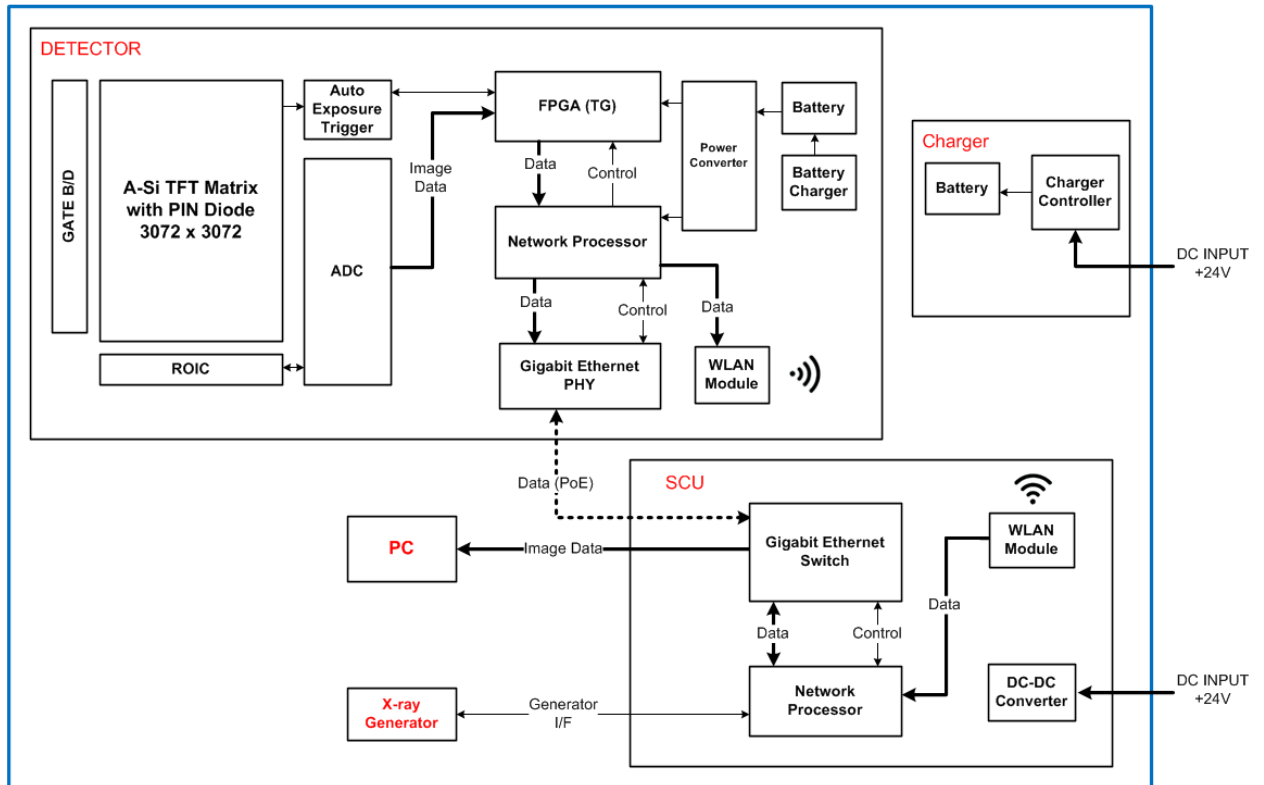 DETECTOR
GATE B/D
A-Si TFT Matrix
with PIN Diode
3072 x 3072
Auto
Exposure
Trigger
ADC
ROIC
Image
Data
FPGA (TG)
Data
Control
Network Processor
Data
Control
Data
Gigabit Ethernet
PHY
WLAN
Module
Power
Converter
Battery
Battery
Charger
Charger
Battery
Charger
Controller
DC INPUT
+24V
Data (PoE)
SCU
PC
Image Data
Gigabit Ethernet
Switch
WLAN
Module
Data
Control
Data
X-ray
Generator
Generator
I/F
Network
Processor
DC-DC
Converter
DC INPUT
+24V